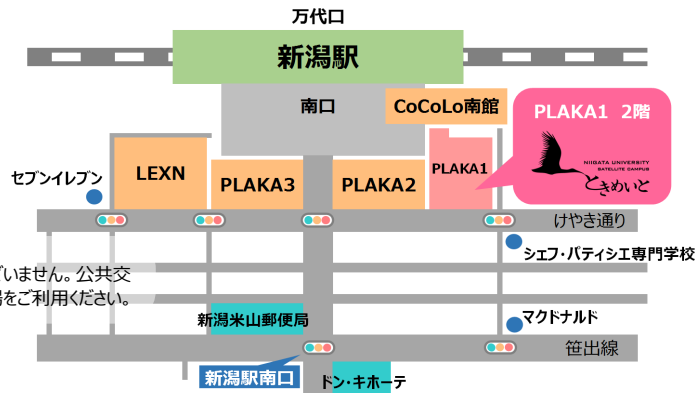 万代口
新潟駅
南口
CoCoLo南館
PLAKA1 2階
NIIGATA UNIVERSITY
SATELLITE CAMPUS
ときめいと
LEXN
PLAKA3
PLAKA2
PLAKA1
セブンイレブン
けやき通り
シェフ・パティシエ専門学校
ざいません。公共交
場をご利用ください。
新潟米山郵便局
マクドナルド
笹出線
新潟駅南口
ドン・キホーテ